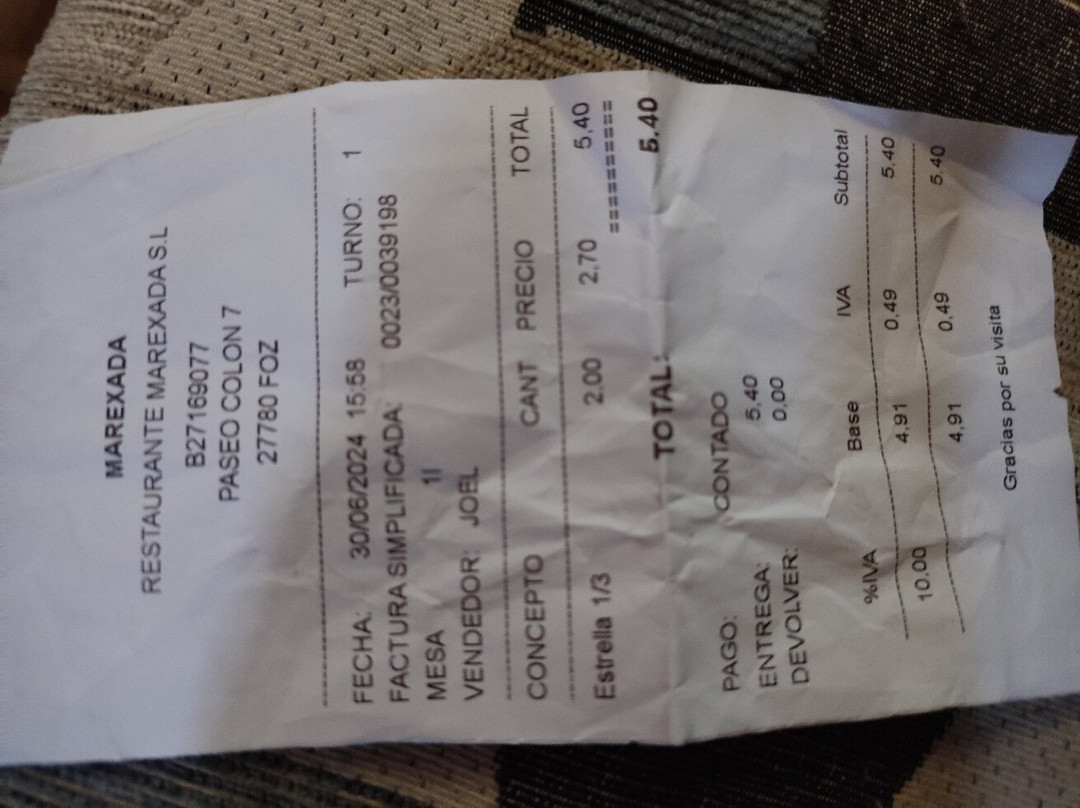 MAREXADA
RESTAURANTE MAREXADA S.L
B27169077
PASEO COLON 7
27780 FOZ
FECHA: 30/06/2024 15:58 TURNO: 1
FACTURA SIMPLIFICADA: 0023/0039198
MESA 1I
VENDEDOR: JOEL
CONCEPTO CANT PRECIO TOTAL
Estrella 1/3 2.00 2,70 5,40
==========
TOTAL: 5,40
PAGO: CONTADO
ENTREGA: 5,40
DEVOLVER: 0,00
%IVA Base IVA Subtotal
10,00 4,91 0,49 5,40
4,91 0,49 5,40
Gracias por su visita